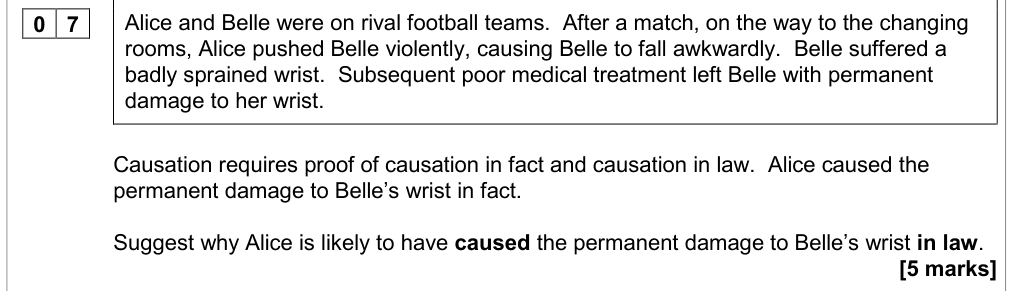 0 7
Alice and Belle were on rival football teams.  After a match, on the way to the changing
rooms, Alice pushed Belle violently, causing Belle to fall awkwardly.  Belle suffered a
badly sprained wrist.  Subsequent poor medical treatment left Belle with permanent
damage to her wrist.
Causation requires proof of causation in fact and causation in law.  Alice caused the
permanent damage to Belle’s wrist in fact.
Suggest why Alice is likely to have caused the permanent damage to Belle’s wrist in law.
[5 marks]